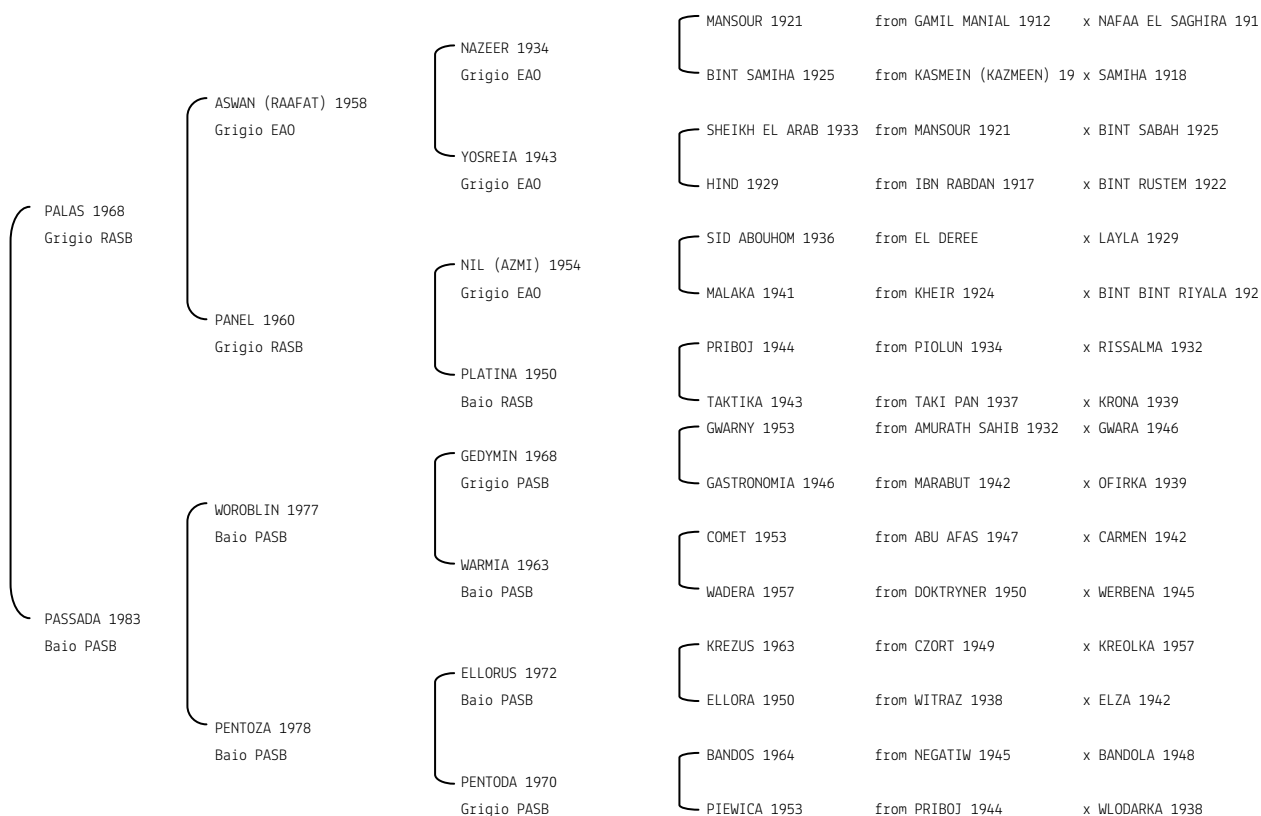 MANSOUR 1921 from GAMIL MANIAL 1912 x NAFAA EL SAGHIRA 191
NAZEER 1934
Grigio EAO
BINT SAMIHA 1925 from KASMEIN (KAZMEEN) 19 x SAMIHA 1918
ASWAN (RAAFAT) 1958
Grigio EAO
SHEIKH EL ARAB 1933 from MANSOUR 1921 x BINT SABAH 1925
YOSREIA 1943
Grigio EAO
HIND 1929 from IBN RABDAN 1917 x BINT RUSTEM 1922
PALAS 1968
Grigio RASB
SID ABOUHOM 1936 from EL DEREE x LAYLA 1929
NIL (AZMI) 1954
Grigio EAO
MALAKA 1941 from KHEIR 1924 x BINT BINT RIYALA 192
PANEL 1960
Grigio RASB
PRIBOJ 1944 from PIOLUN 1934 x RISSALMA 1932
PLATINA 1950
Baio RASB
TAKTIKA 1943 from TAKI PAN 1937 x KRONA 1939
GWARNY 1953 from AMURATH SAHIB 1932 x GWARA 1946
GEDYMIN 1968
Grigio PASB
GASTRONOMIA 1946 from MARABUT 1942 x OFIRKA 1939
WOROBLIN 1977
Baio PASB
COMET 1953 from ABU AFAS 1947 x CARMEN 1942
WARMIA 1963
Baio PASB
WADERA 1957 from DOKTRYNER 1950 x WERBENA 1945
PASSADA 1983
Baio PASB
KREZUS 1963 from CZORT 1949 x KREOLKA 1957
ELLORUS 1972
Baio PASB
ELLORA 1950 from WITRAZ 1938 x ELZA 1942
PENTOZA 1978
Baio PASB
BANDOS 1964 from NEGATIW 1945 x BANDOLA 1948
PENTODA 1970
Grigio PASB
PIEWICA 1953 from PRIBOJ 1944 x WLODARKA 1938